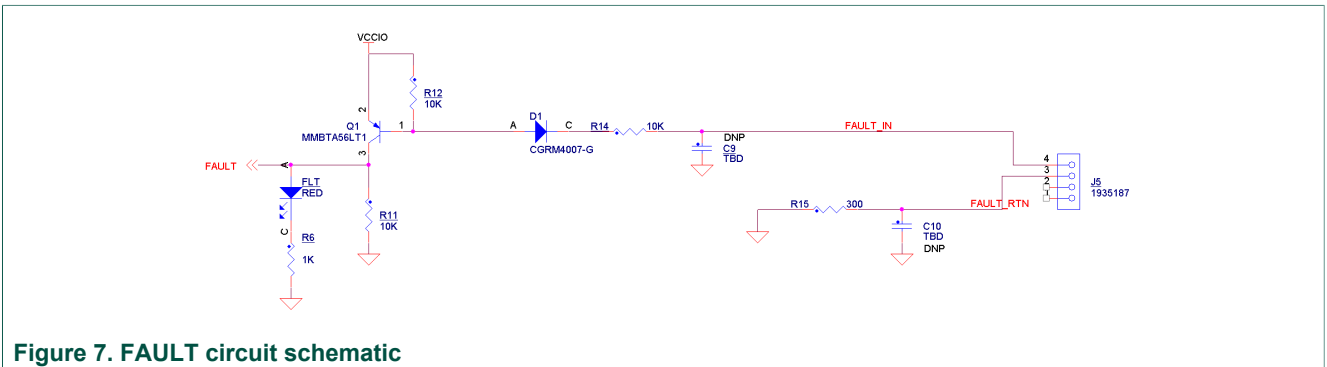 VCCIO
R12
10K
2
Q1
MMBTA56LT1
1
3
D1
A
C
CGRM4007-G
R14
10K
DNP
C9
TBD
FAULT_IN
4
3
2
1
J5
1935187
FAULT
A
FLT
RED
C
R6
1K
R11
10K
R15
300
FAULT_RTN
C10
TBD
DNP
Figure 7. FAULT circuit schematic